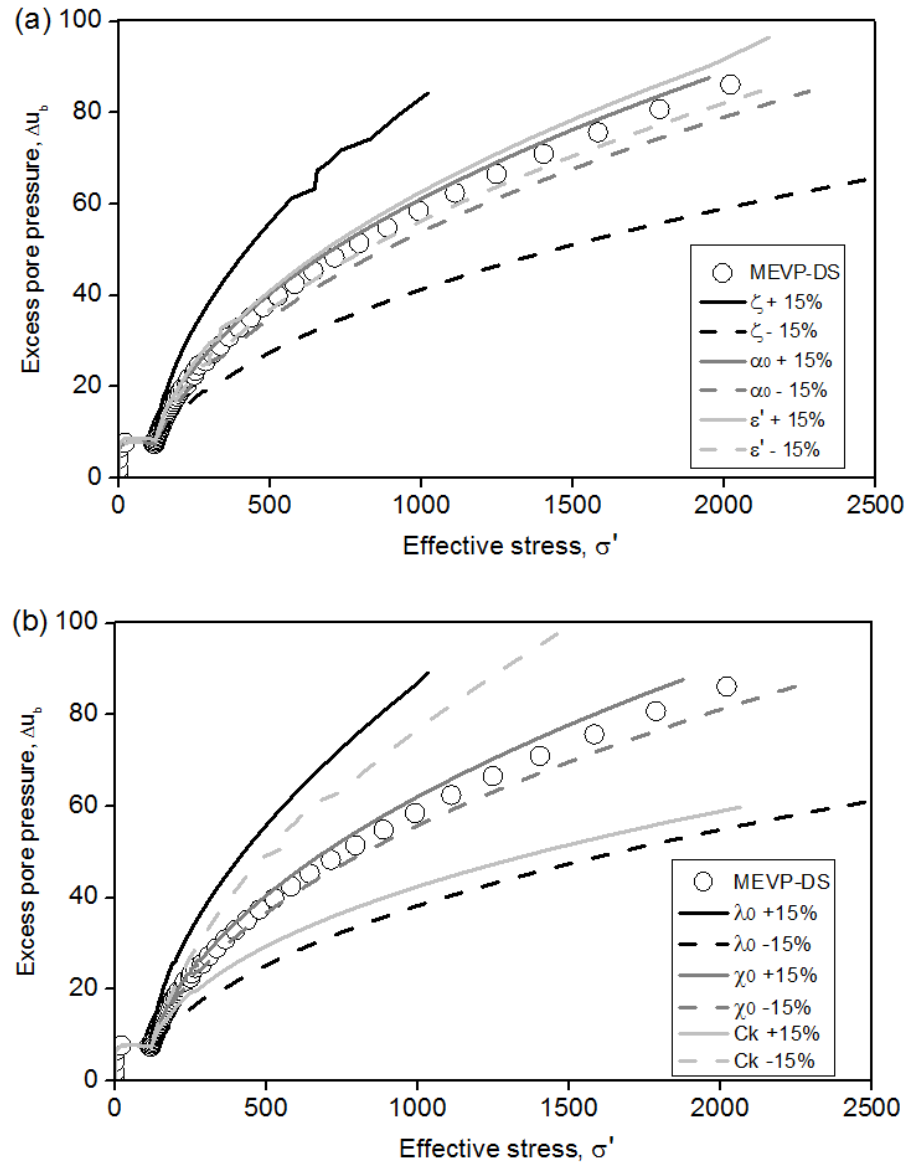 (a)
100
80
60
40
20
0
Excess pore pressure, Δu_b
MEVP-DS
ζ + 15%
ζ - 15%
α0 + 15%
α0 - 15%
ε' + 15%
ε' - 15%
0 500 1000 1500 2000 2500
Effective stress, σ'
(b)
100
80
60
40
20
0
Excess pore pressure, Δu_b
MEVP-DS
λ0 +15%
λ0 -15%
χ0 +15%
χ0 -15%
Ck +15%
Ck -15%
0 500 1000 1500 2000 2500
Effective stress, σ'